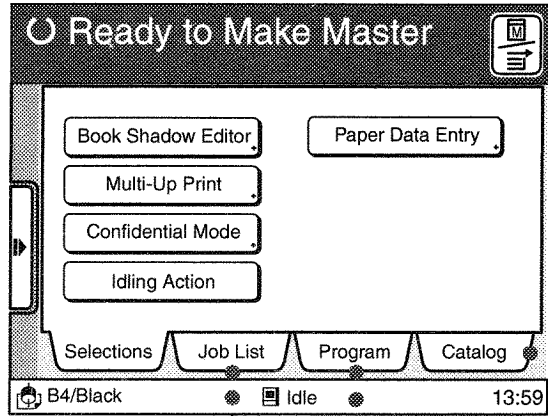 Ready to Make Master
M
Book Shadow Editor
Paper Data Entry
Multi-Up Print
Confidential Mode
Idling Action
Selections
Job List
Program
Catalog
B4/Black
Idle
13:59